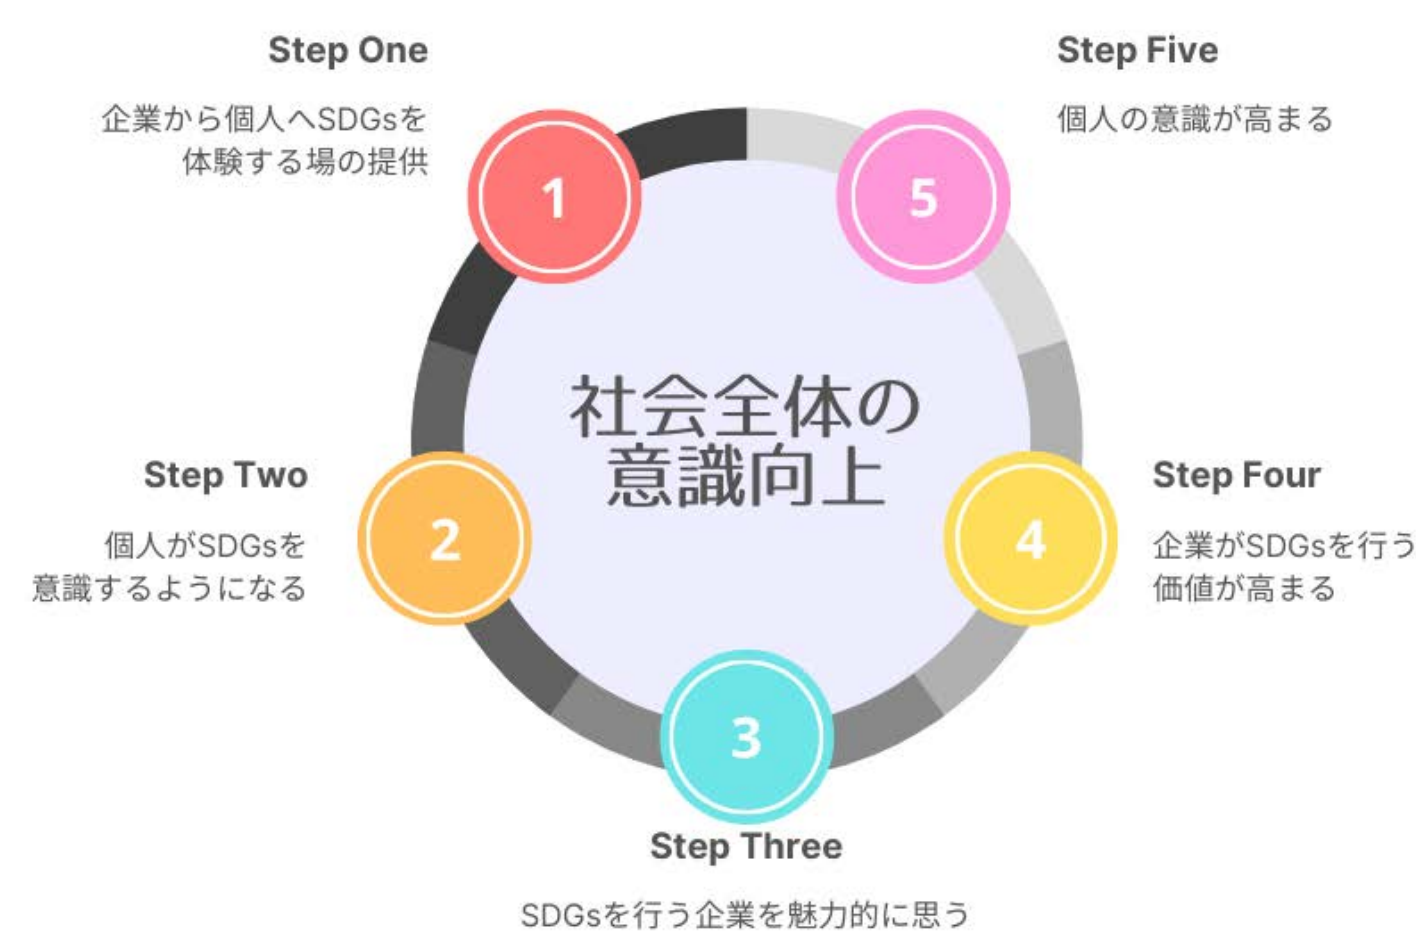 Step One
企業から個人へSDGsを
体験する場の提供
1
Step Two
個人がSDGsを
意識するようになる
2
3
Step Three
SDGsを行う企業を魅力的に思う
Step Four
企業がSDGsを行う
価値が高まる
4
Step Five
個人の意識が高まる
5
社会全体の
意識向上